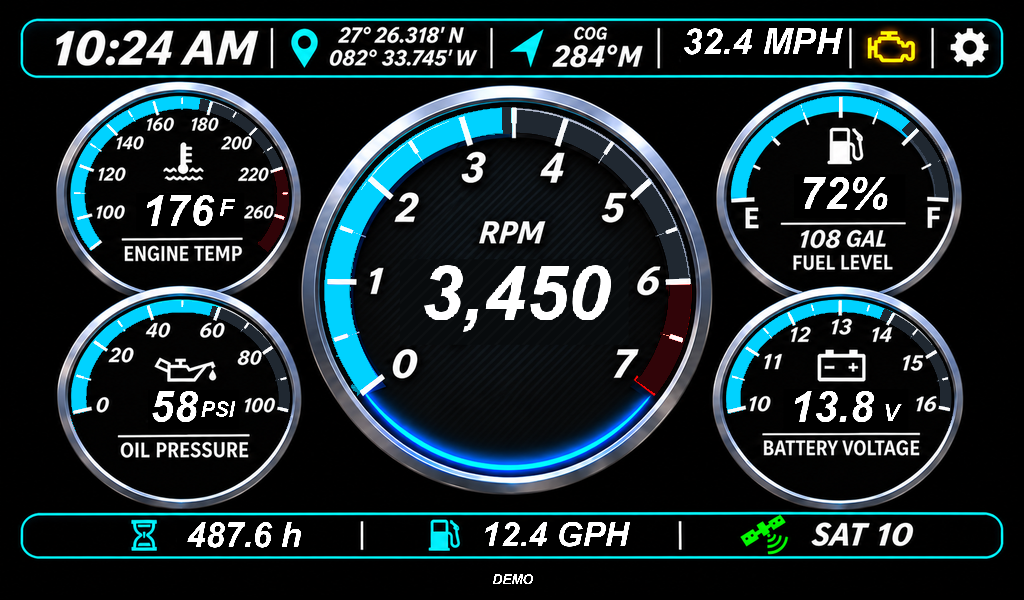 10:24 AM
27° 26.318' N
082° 33.745' W
COG
284°M
32.4 MPH
100
120
140
160
180
200
220
260
176 F
ENGINE TEMP
0
1
2
3
4
5
6
7
RPM
3,450
72%
E
F
108 GAL
FUEL LEVEL
0
20
40
60
80
100
58 PSI
OIL PRESSURE
10
11
12
13
14
15
16
13.8 V
BATTERY VOLTAGE
487.6 h
12.4 GPH
SAT 10
DEMO